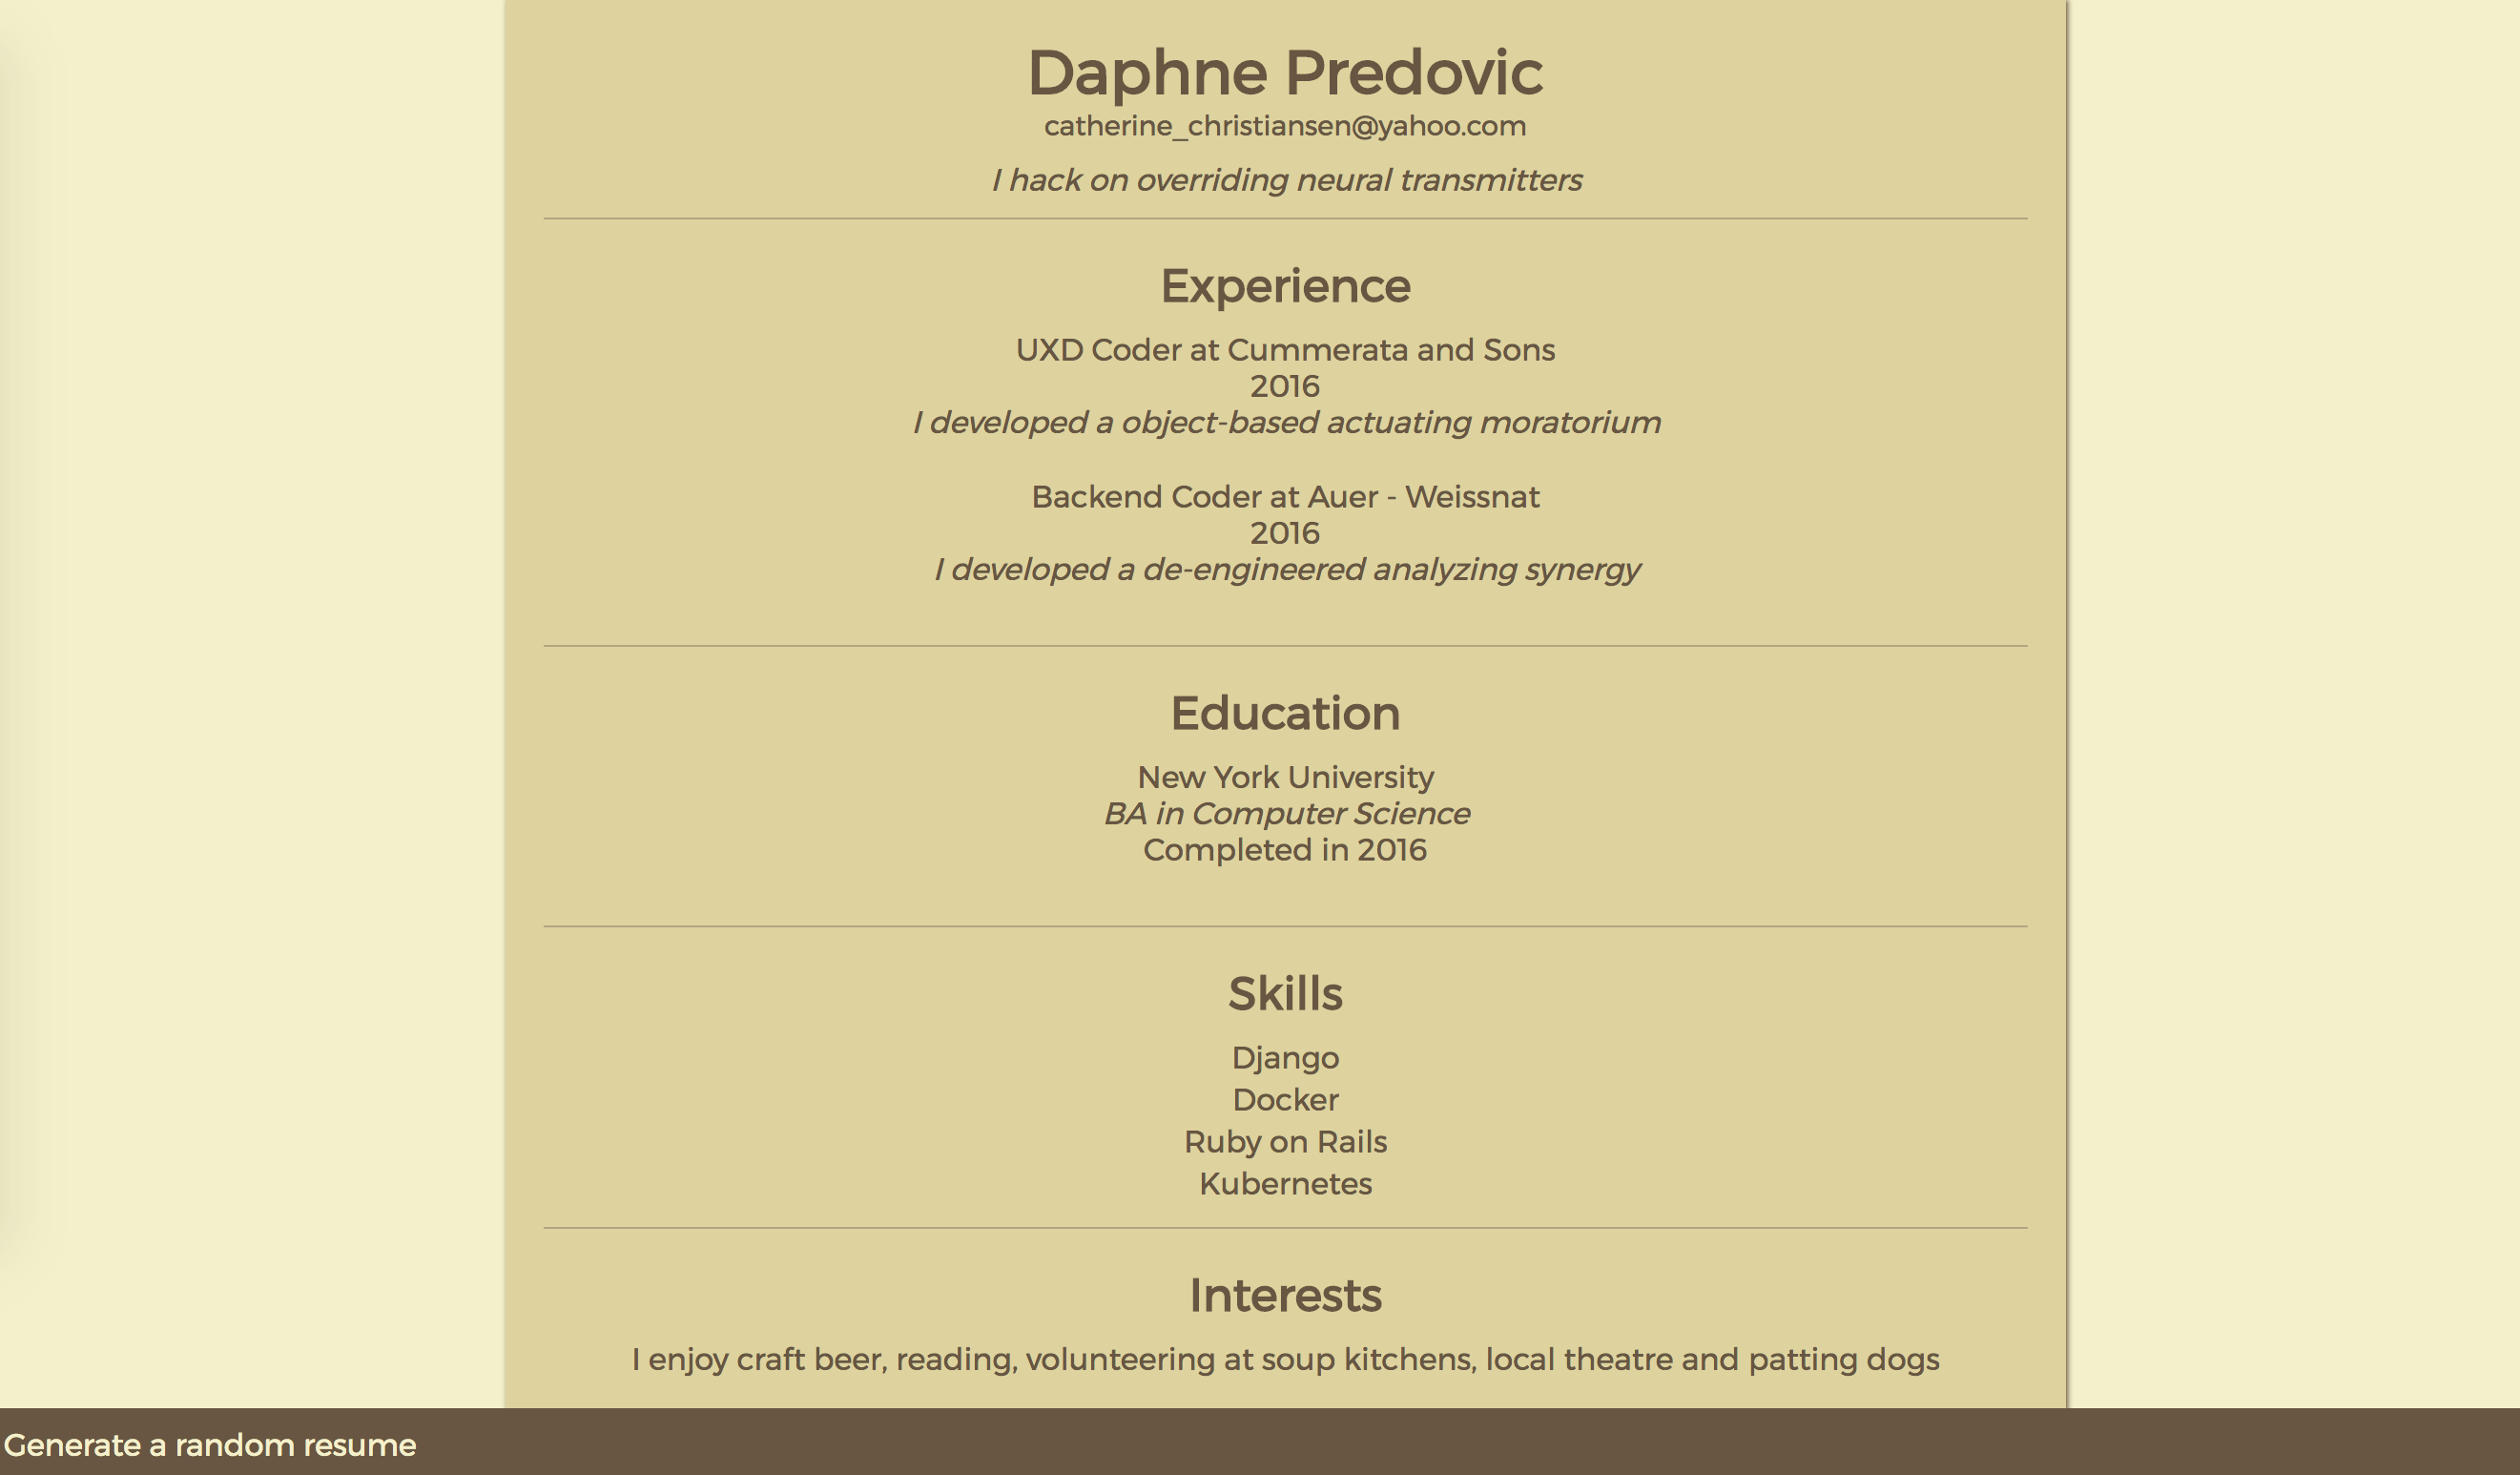 Daphne Predovic
catherine_christiansen@yahoo.com
I hack on overriding neural transmitters
Experience
UXD Coder at Cummerata and Sons
2016
I developed a object-based actuating moratorium
Backend Coder at Auer - Weissnat
2016
I developed a de-engineered analyzing synergy
Education
New York University
BA in Computer Science
Completed in 2016
Skills
Django
Docker
Ruby on Rails
Kubernetes
Interests
I enjoy craft beer, reading, volunteering at soup kitchens, local theatre and patting dogs
Generate a random resume